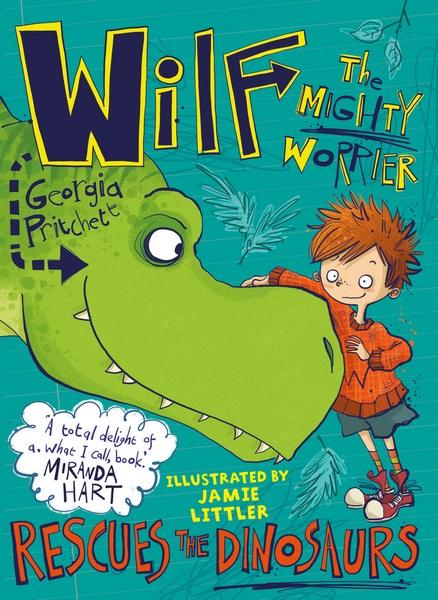 Wilf
The
MIGHTY
WORRIER
Georgia
Pritchett
'A total delight of
a, what I call, book.'
MIRANDA
HART
ILLUSTRATED BY
JAMIE
LITTLER
RESCUES THE DINOSAURS